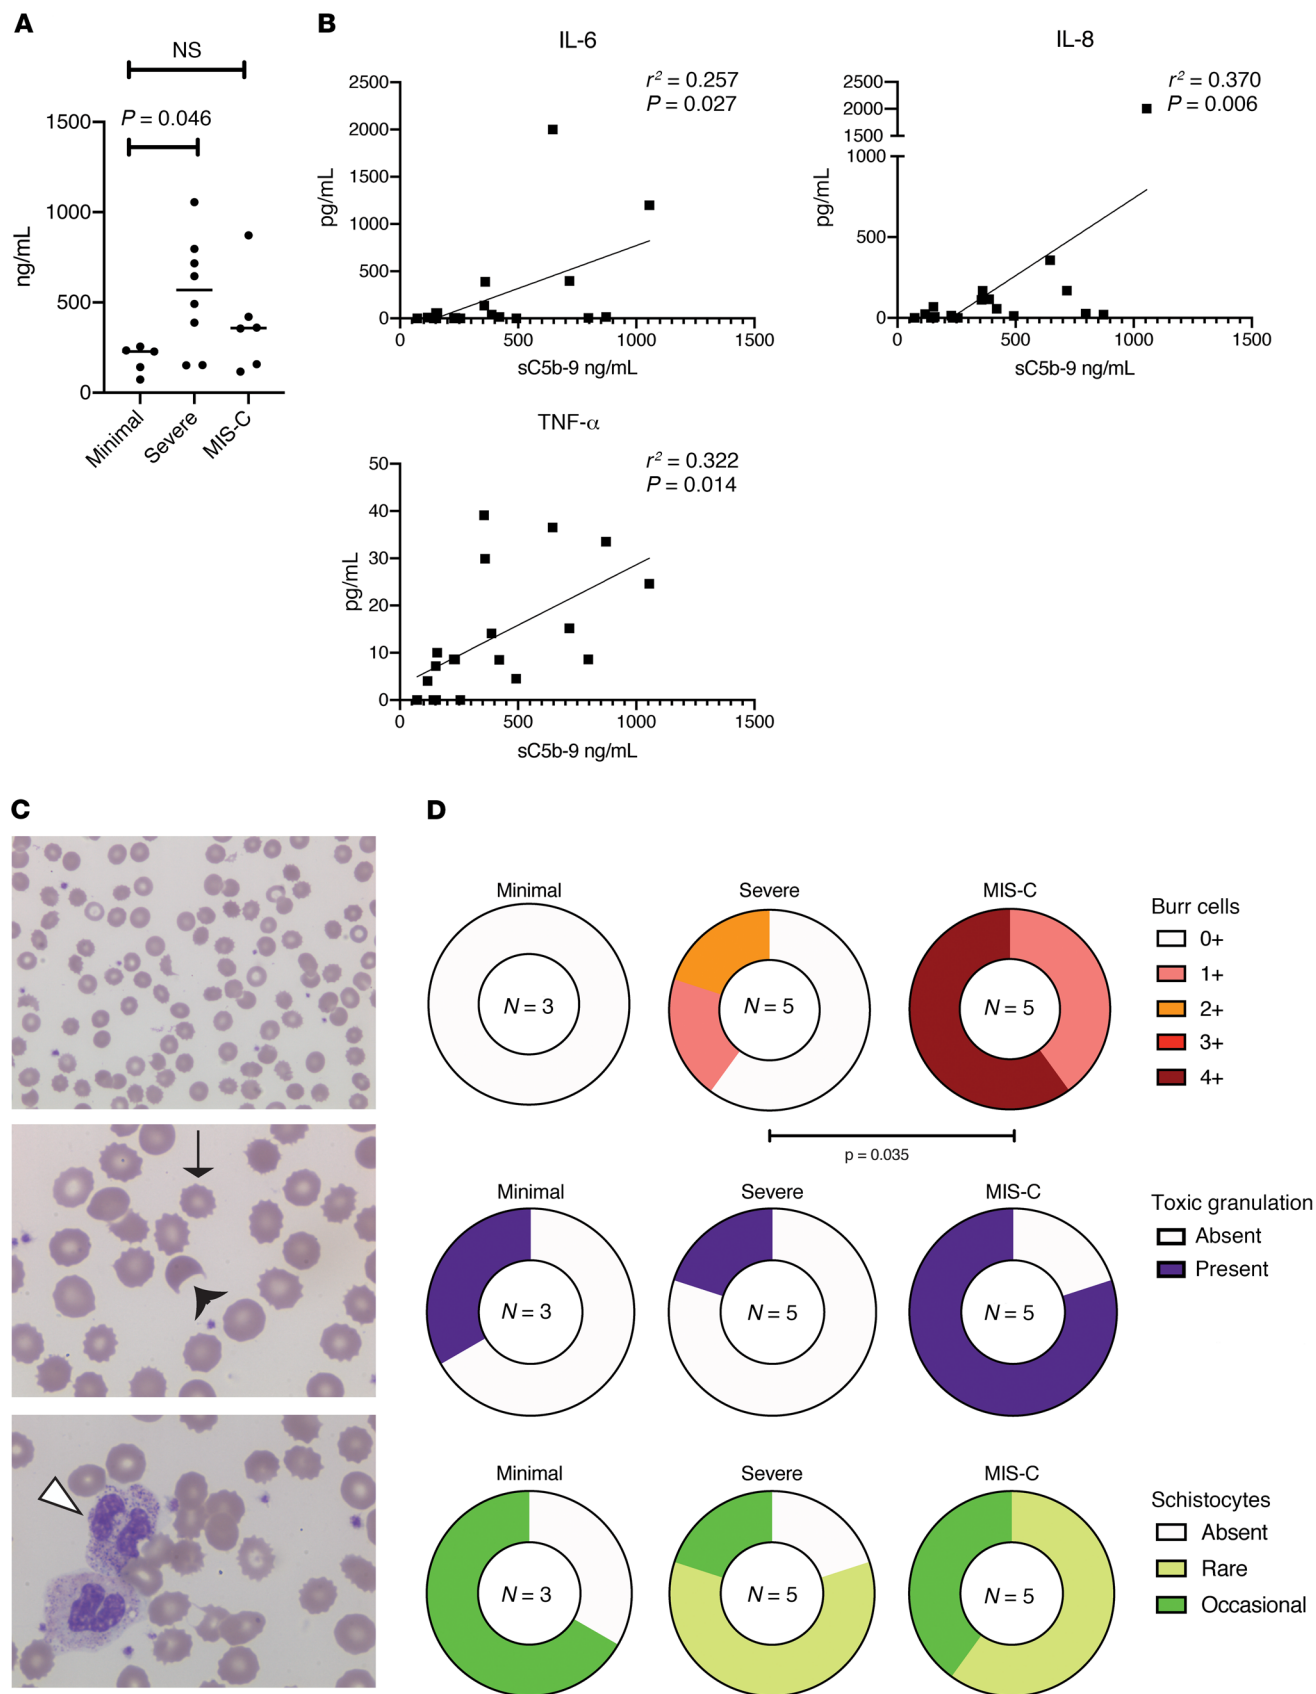 A
NS
P = 0.046
1500
1000
500
0
ng/mL
Minimal
Severe
MIS-C
B
IL-6
r² = 0.257
P = 0.027
2500
2000
1500
1000
500
0
pg/mL
0 500 1000 1500
sC5b-9 ng/mL
IL-8
r² = 0.370
P = 0.006
2500
2000
1500
1000
500
0
pg/mL
0 500 1000 1500
sC5b-9 ng/mL
TNF-α
r² = 0.322
P = 0.014
50
40
30
20
10
0
pg/mL
0 500 1000 1500
sC5b-9 ng/mL
C
D
Minimal
N = 3
Severe
N = 5
MIS-C
N = 5
Burr cells
0+
1+
2+
3+
4+
p = 0.035
Minimal
N = 3
Severe
N = 5
MIS-C
N = 5
Toxic granulation
Absent
Present
Minimal
N = 3
Severe
N = 5
MIS-C
N = 5
Schistocytes
Absent
Rare
Occasional